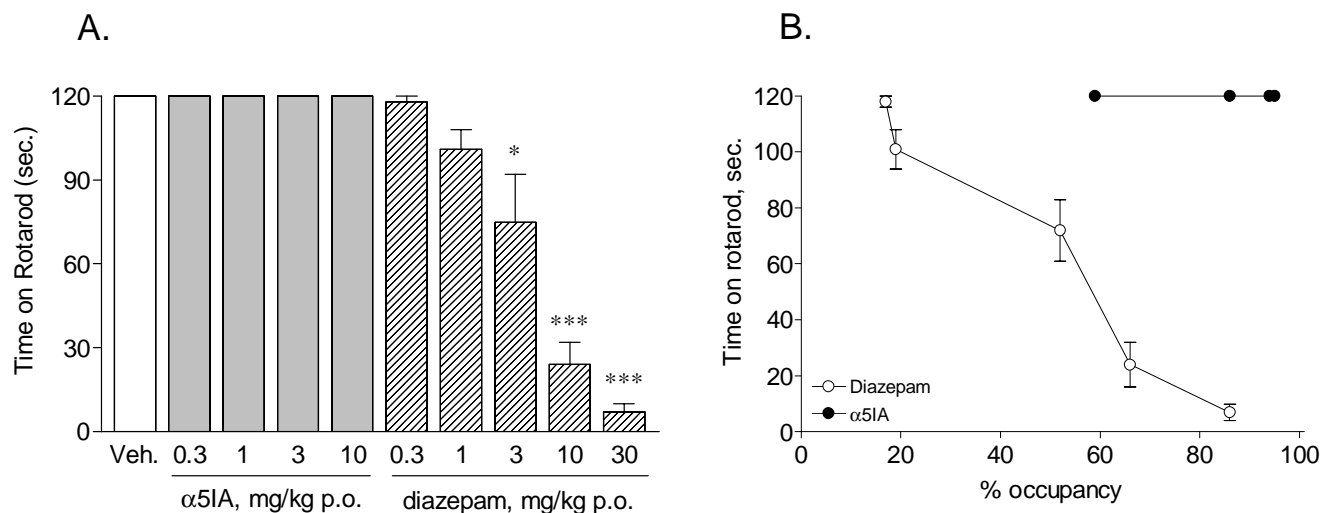 A.
Time on Rotarod (sec.)
120
90
60
30
0
*
***
***
Veh. 0.3 1 3 10 0.3 1 3 10 30
α5IA, mg/kg p.o. diazepam, mg/kg p.o.
B.
Time on rotarod, sec.
120
100
80
60
40
20
0
Diazepam
α5IA
0 20 40 60 80 100
% occupancy